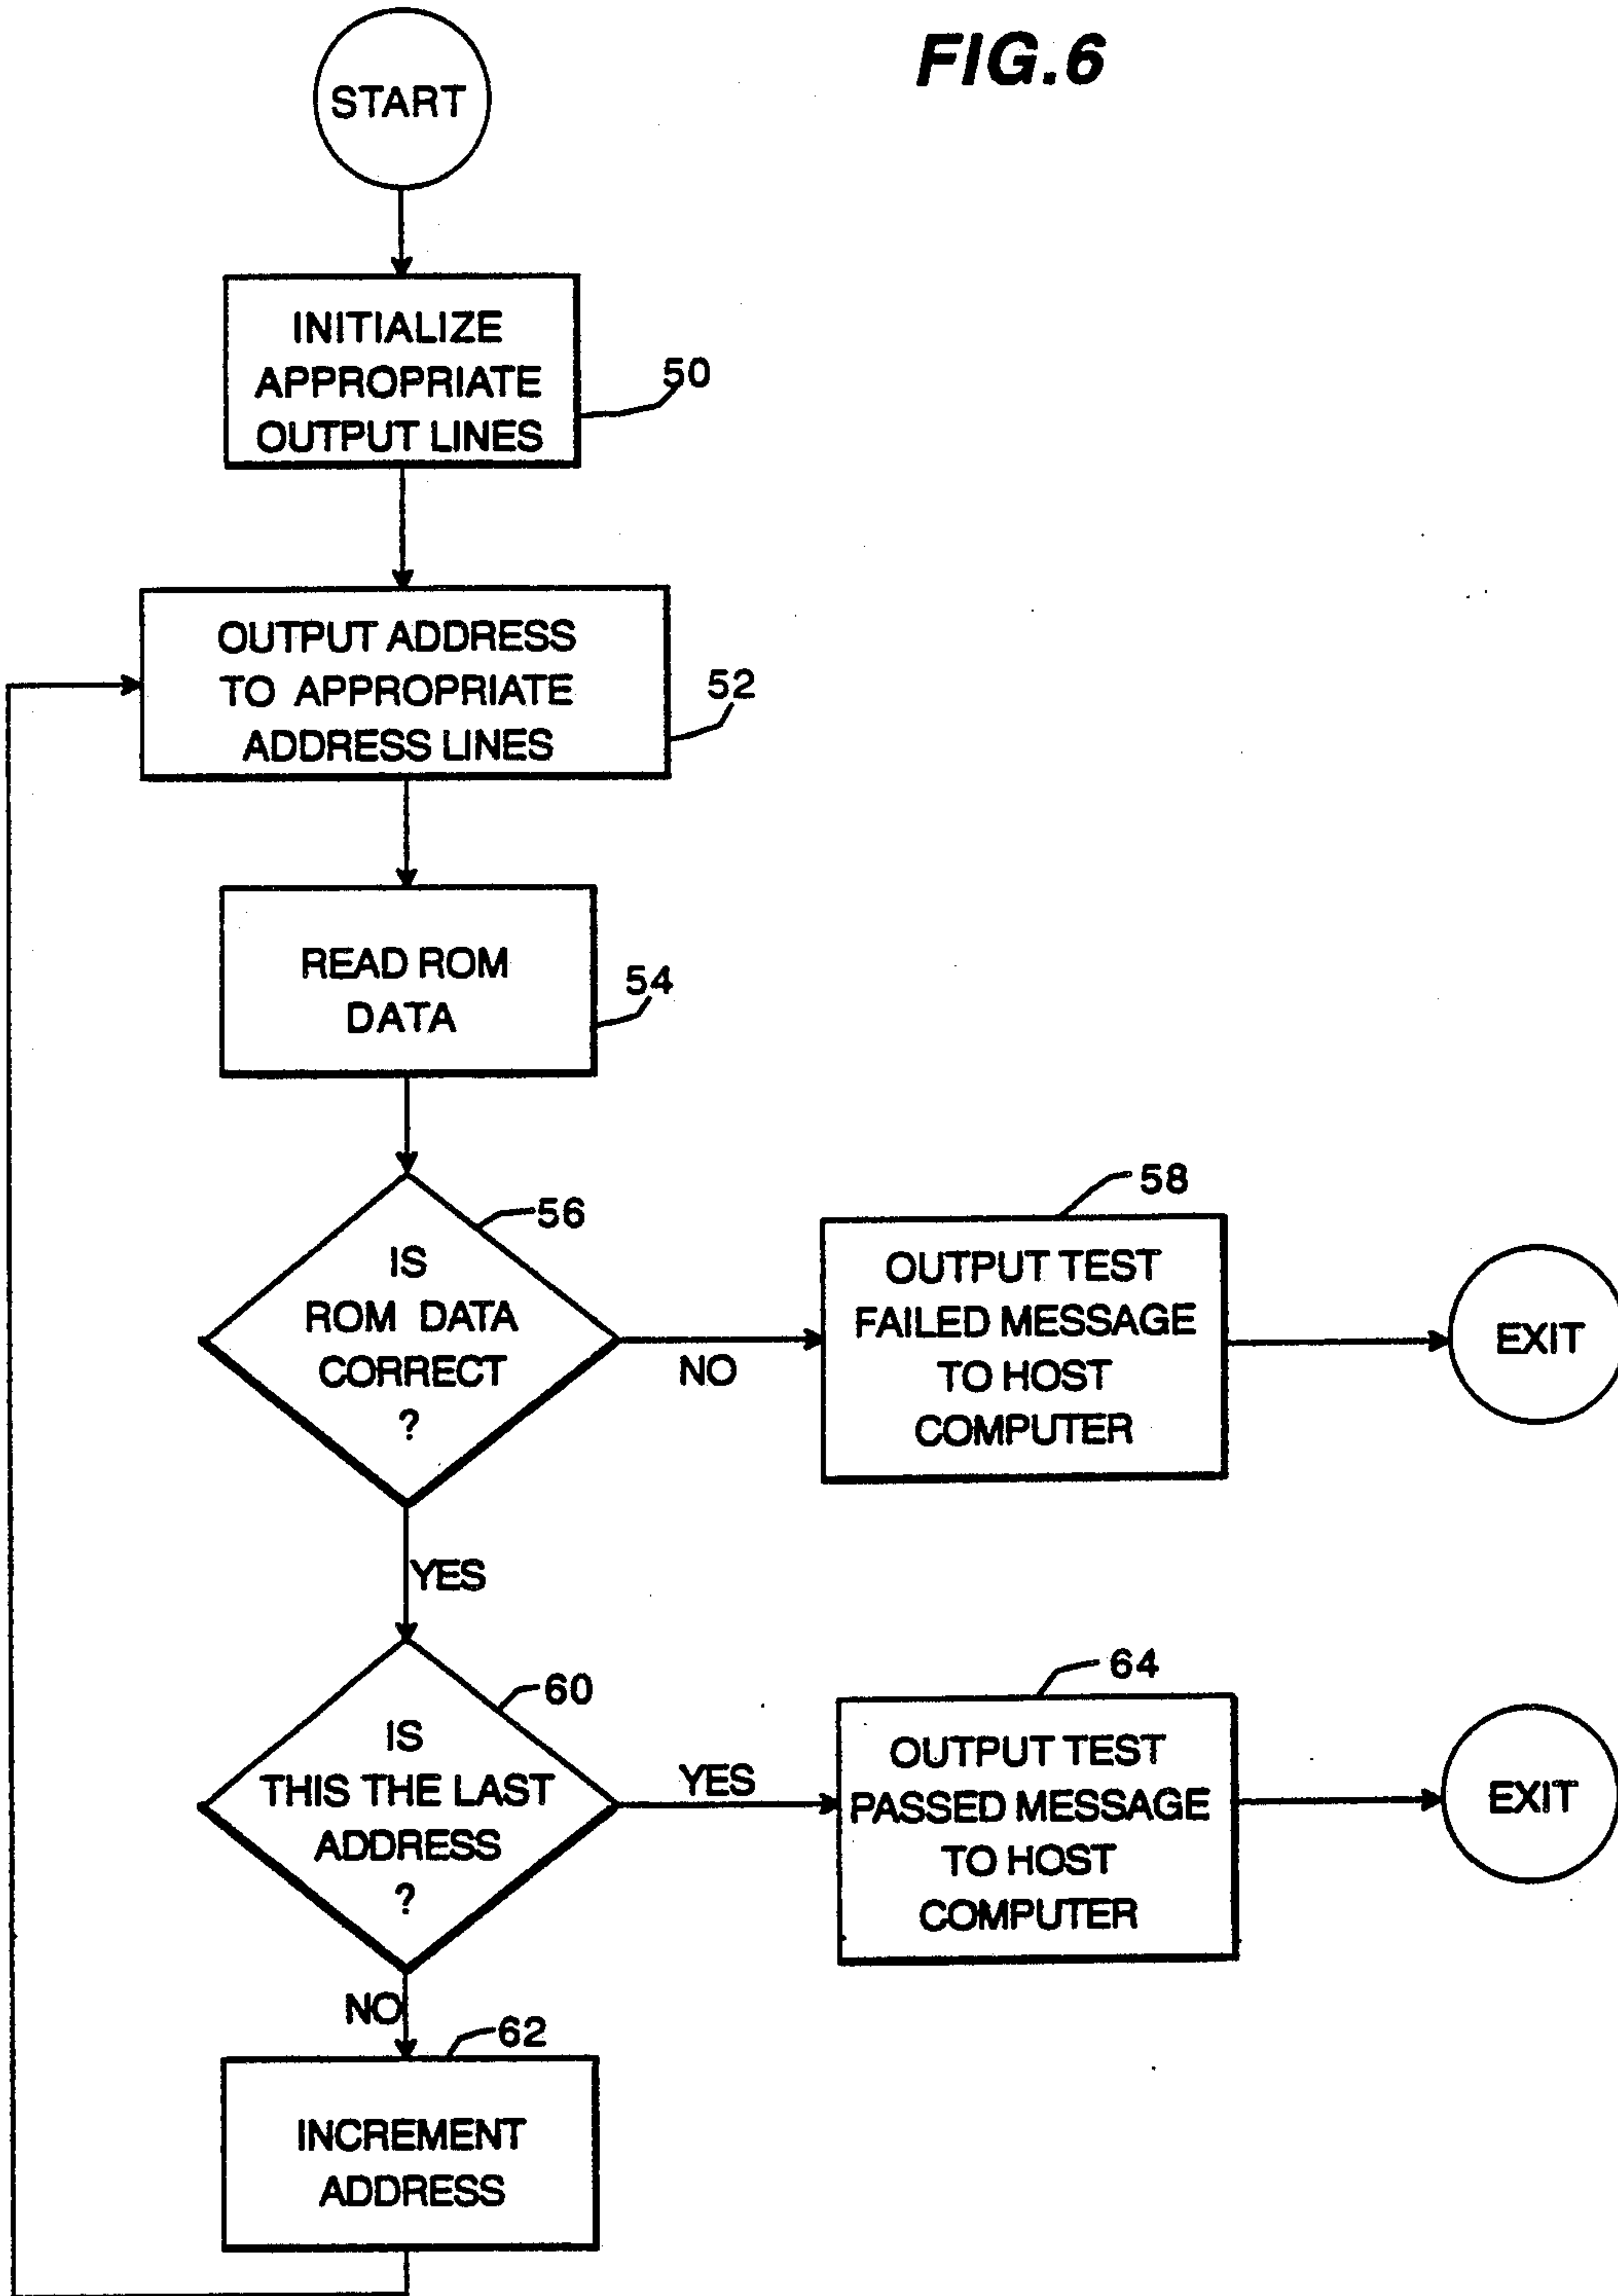 FIG.6
START
INITIALIZE
APPROPRIATE
OUTPUT LINES
50
OUTPUT ADDRESS
TO APPROPRIATE
ADDRESS LINES
52
READ ROM
DATA
54
IS
ROM DATA
CORRECT
?
56
NO
58
OUTPUT TEST
FAILED MESSAGE
TO HOST
COMPUTER
EXIT
YES
IS
THIS THE LAST
ADDRESS
?
60
YES
64
OUTPUT TEST
PASSED MESSAGE
TO HOST
COMPUTER
EXIT
NO
62
INCREMENT
ADDRESS